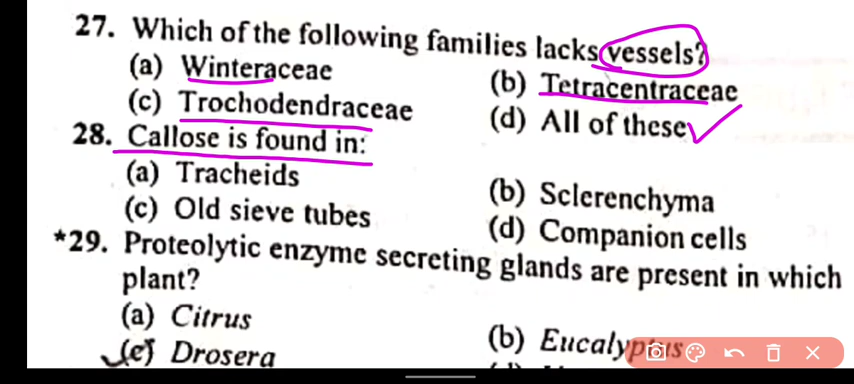 27. Which of the following families lacks vessels?
(a) Winteraceae (b) Tetracentraceae
(c) Trochodendraceae (d) All of these
28. Callose is found in:
(a) Tracheids (b) Sclerenchyma
(c) Old sieve tubes (d) Companion cells
*29. Proteolytic enzyme secreting glands are present in which
plant?
(a) Citrus (b) Eucalyptus
(c) Drosera